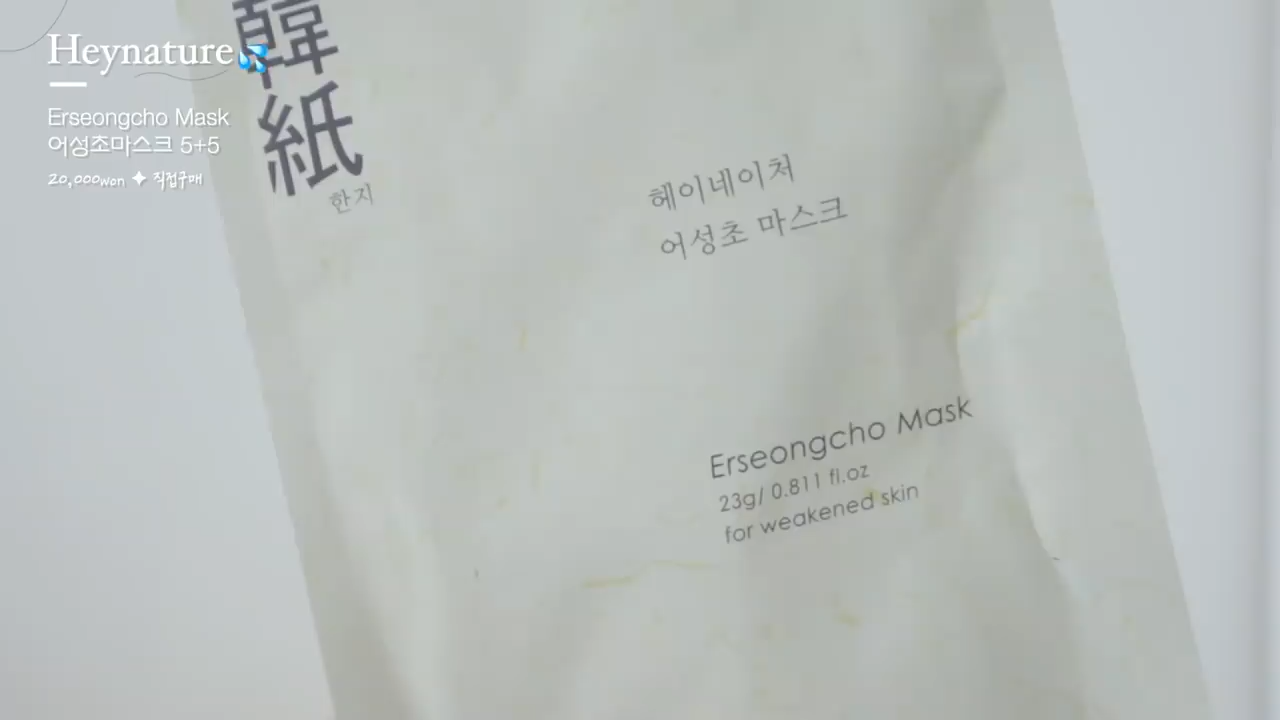 Heynature💦
Erseongcho Mask
어성초마스크 5+5
20,000won ✦ 직접구매
韓紙
한지
헤이네이처
어성초 마스크
Erseongcho Mask
23g/ 0.811 fl.oz
for weakened skin